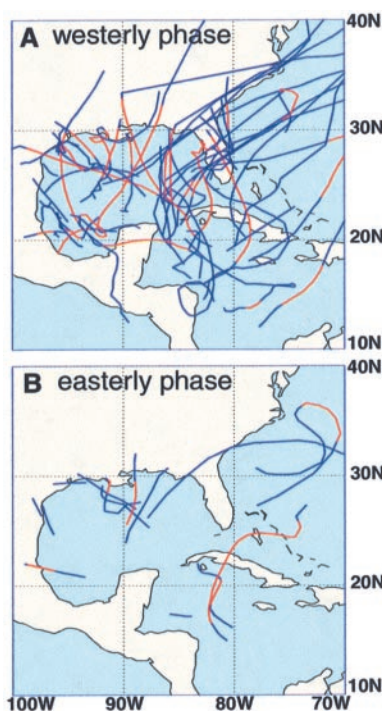 A westerly phase
40N
30N
20N
10N
B easterly phase
40N
30N
20N
10N
100W 90W 80W 70W